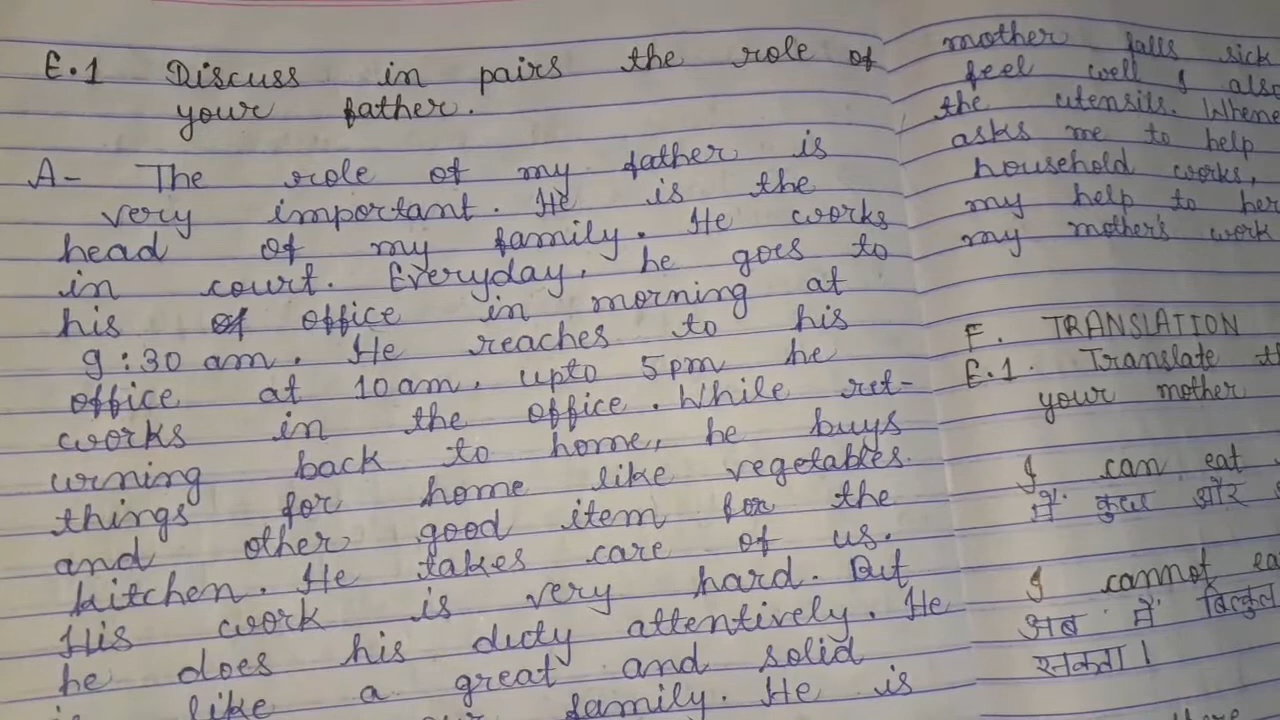 E.1 Discuss in pairs the role of
your father.
A- The role of my father is
very important. He is the
head of my family. He works
in court. Everyday, he goes to
his of office in morning at
9:30 am. He reaches to his
office at 10 am, upto 5 pm he
works in the office. While ret-
urning back to home, he buys
things for home like vegetables
and other good item for the
kitchen. He takes care of us.
His work is very hard. But
he does his duty attentively. He
like a great and solid
family. He is
mother falls sick
feel well I also
the utensils. Whene
asks me to help
household works,
my help to her
my mother's work
F. TRANSLATION
E.1. Translate th
your mother
I can eat
मैं कुछ और
I cannot ea
अब मैं बिल्कुल
सकता।